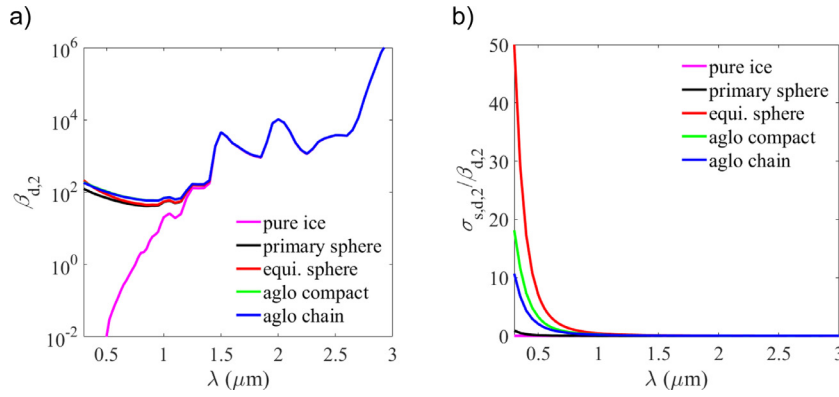 a)
10^6
10^4
10^2
10^0
10^-2
β_d,2
pure ice
primary sphere
equi. sphere
aglo compact
aglo chain
0.5 1 1.5 2 2.5 3
λ (μm)
b)
50
40
30
20
10
0
σ_s,d,2/β_d,2
pure ice
primary sphere
equi. sphere
aglo compact
aglo chain
0.5 1 1.5 2 2.5 3
λ (μm)